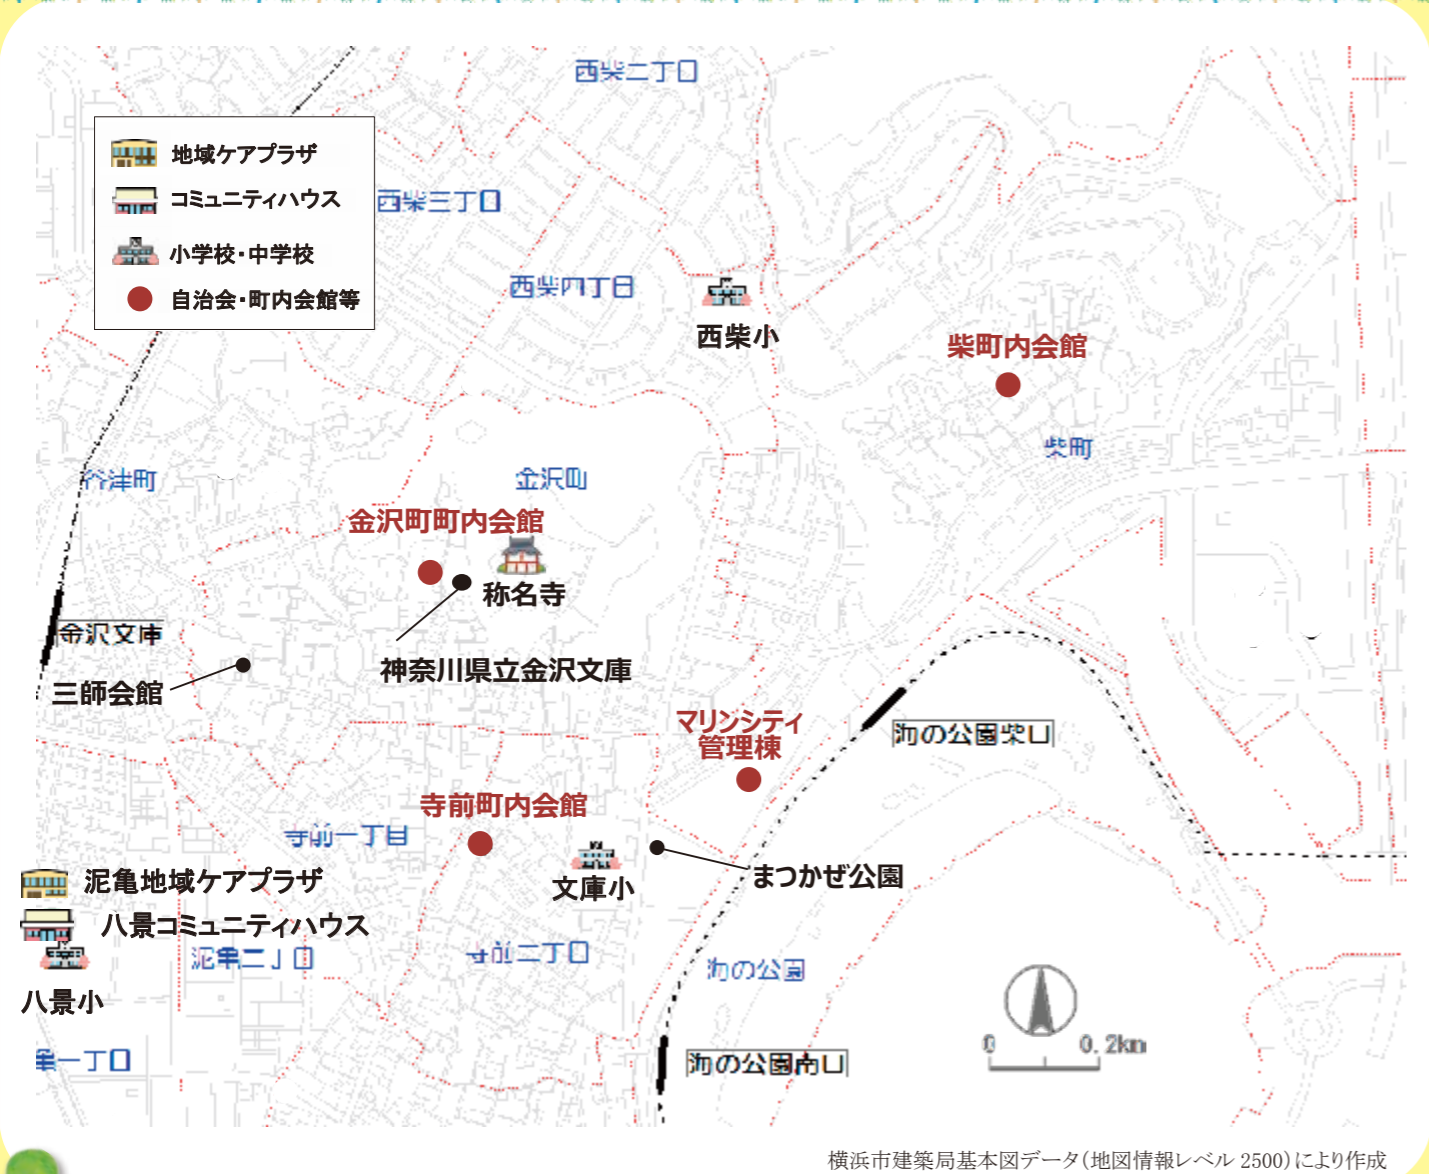 西柴二丁目
地域ケアプラザ
コミュニティハウス
小学校・中学校
自治会・町内会館等
西柴三丁目
西柴四丁目
西柴小
柴町内会館
柴町
谷津町
金沢町
金沢町町内会館
称名寺
金沢文庫
三師会館
神奈川県立金沢文庫
マリンシティ
管理棟
海の公園柴口
寺前町内会館
寺前一丁目
文庫小
まつかぜ公園
泥亀地域ケアプラザ
八景コミュニティハウス
泥亀二丁目
寺前二丁目
海の公園
八景小
亀一丁目
海の公園南口
0 0.2km
横浜市建築局基本図データ(地図情報レベル 2500)により作成